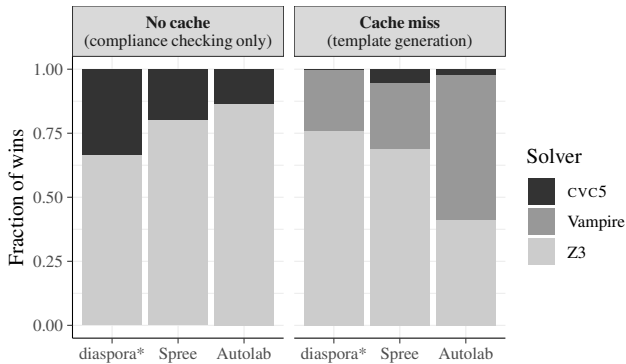 No cache
(compliance checking only)
Cache miss
(template generation)
Fraction of wins
1.00
0.75
0.50
0.25
0.00
diaspora*
Spree
Autolab
diaspora*
Spree
Autolab
Solver
CVC5
Vampire
Z3